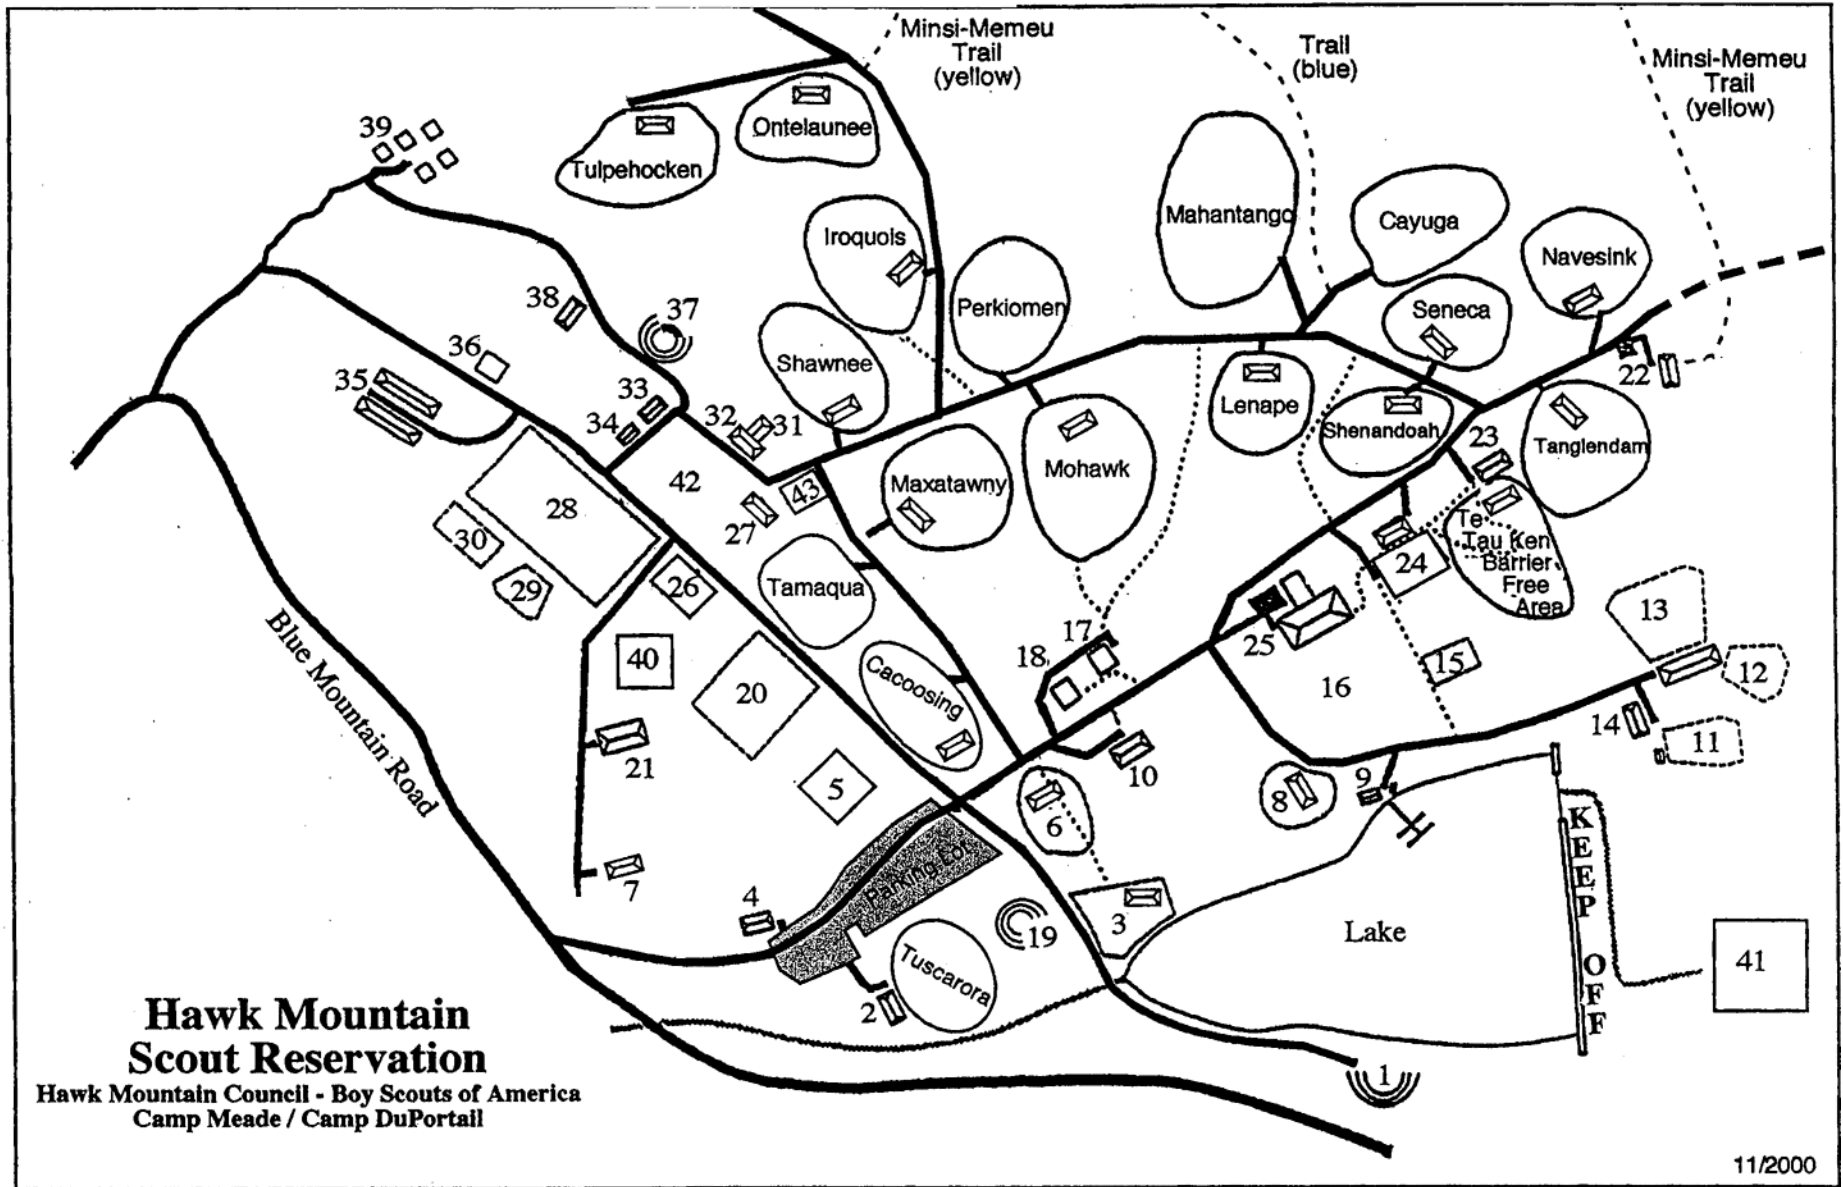 Minsi-Memeu
Trail
(yellow)
Trail
(blue)
Minsi-Memeu
Trail
(yellow)
39
Ontelaunee
Tulpehocken
Iroquois
Mahantango
Cayuga
Navesink
38
37
Perkiomen
Seneca
36
Shawnee
35
33
34
32
31
Lenape
22
Shenandoah
23
Tanglendam
42
43
Maxatawny
Mohawk
28
27
30
29
26
Tamaqua
24
Te
Tau Ken
Barrier
Free
Area
13
Blue Mountain Road
40
20
Cacoosing
18
17
25
16
15
12
14
11
21
5
10
6
8
9
7
4
Parking Lot
3
19
Lake
KEEP OFF
41
Tuscarora
2
1
Hawk Mountain
Scout Reservation
Hawk Mountain Council - Boy Scouts of America
Camp Meade / Camp DuPortail
11/2000